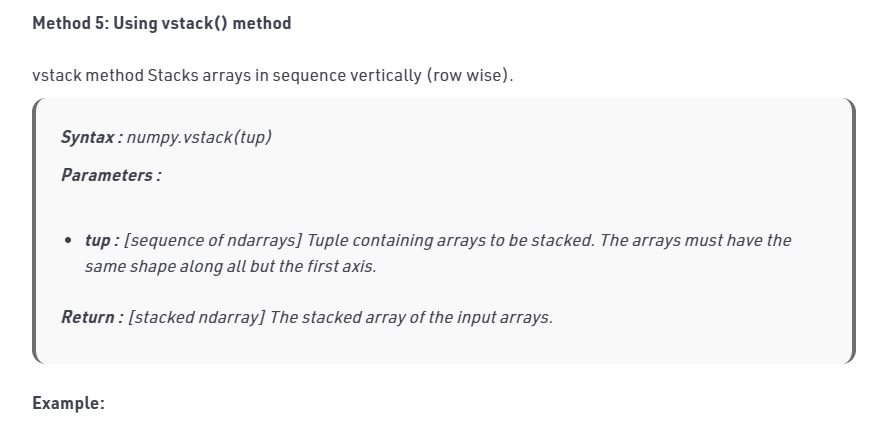 Method 5: Using vstack() method
vstack method Stacks arrays in sequence vertically (row wise).
Syntax : numpy.vstack(tup)
Parameters :
• tup : [sequence of ndarrays] Tuple containing arrays to be stacked. The arrays must have the
same shape along all but the first axis.
Return : [stacked ndarray] The stacked array of the input arrays.
Example: